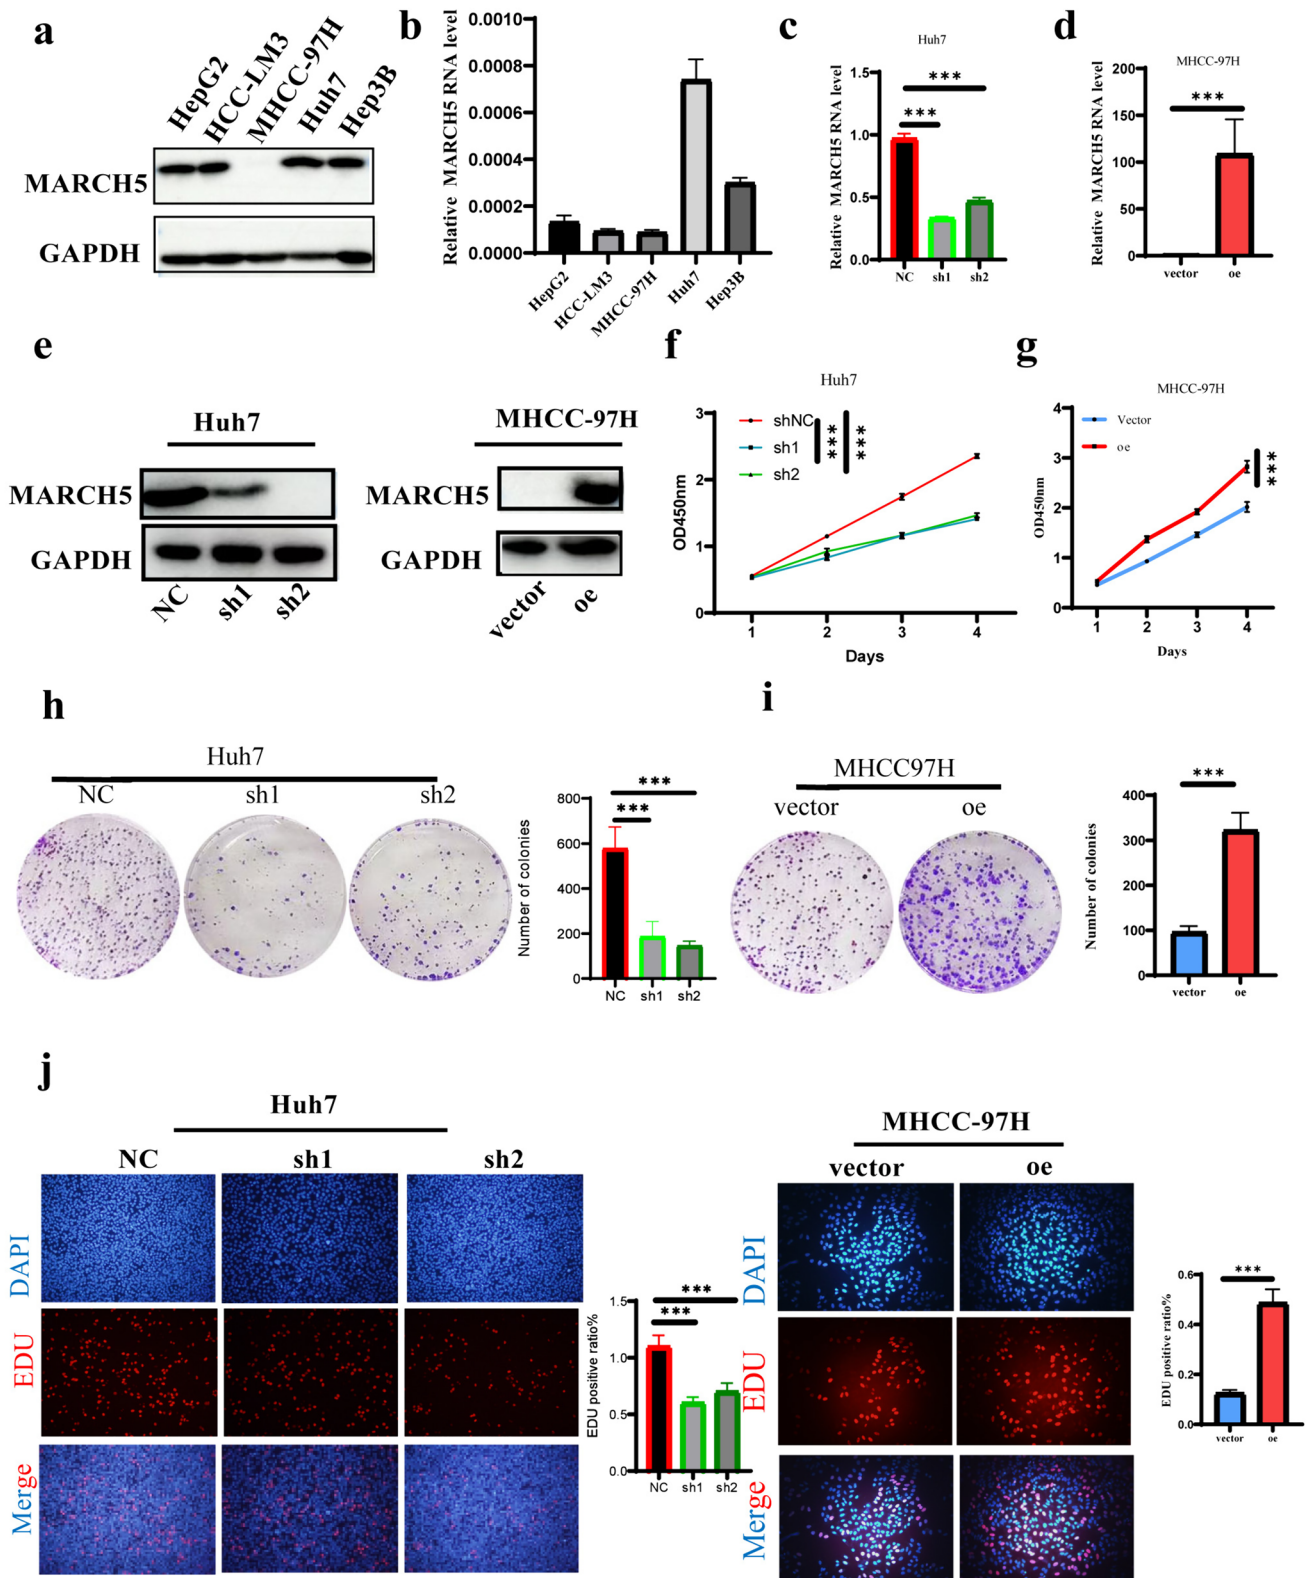 a
HepG2
HCC-LM3
MHCC-97H
Huh7
Hep3B
MARCH5
GAPDH
b
Relative MARCH5 RNA level
0.0010
0.0008
0.0006
0.0004
0.0002
0.0000
HepG2
HCC-LM3
MHCC-97H
Huh7
Hep3B
c
Huh7
Relative MARCH5 RNA level
1.5
1.0
0.5
0.0
***
***
NC sh1 sh2
d
MHCC-97H
Relative MARCH5 RNA level
200
150
100
50
0
***
vector oe
e
Huh7
MARCH5
GAPDH
NC
sh1
sh2
MHCC-97H
MARCH5
GAPDH
vector
oe
f
Huh7
OD450nm
3
2
1
0
shNC
sh1
sh2
***
***
1 2 3 4
Days
g
MHCC-97H
OD450nm
4
3
2
1
0
Vector
oe
***
1 2 3 4
Days
h
Huh7
NC sh1 sh2
Number of colonies
800
600
400
200
0
***
***
NC sh1 sh2
i
MHCC97H
vector oe
Number of colonies
400
300
200
100
0
***
vector oe
j
Huh7
NC sh1 sh2
DAPI
EDU
Merge
EDU positive ratio%
1.5
1.0
0.5
0.0
***
***
NC sh1 sh2
MHCC-97H
vector oe
DAPI
EDU
Merge
EDU positive ratio%
0.6
0.4
0.2
0.0
***
vector oe